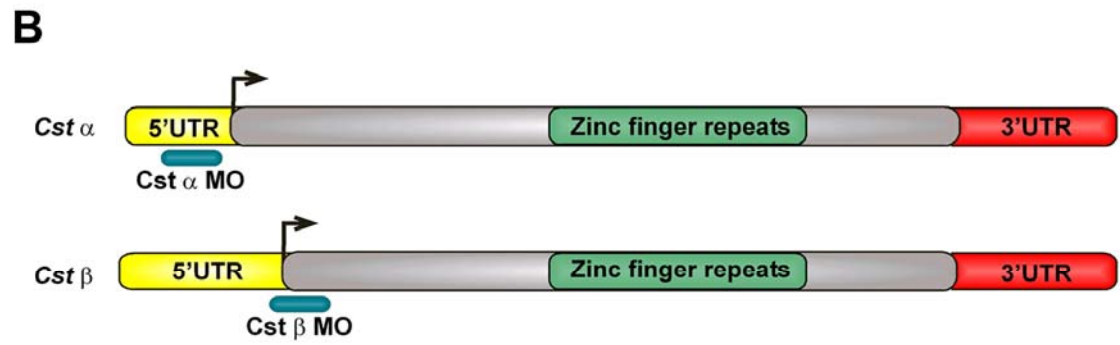 B
Cst α 5'UTR Zinc finger repeats 3'UTR
Cst α MO
Cst β 5'UTR Zinc finger repeats 3'UTR
Cst β MO